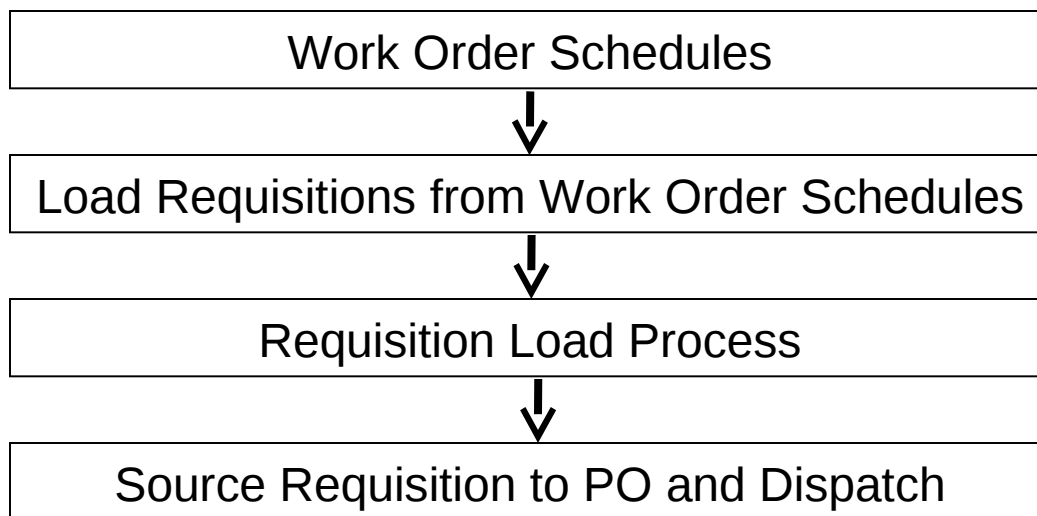 Work Order Schedules
Load Requisitions from Work Order Schedules
Requisition Load Process
Source Requisition to PO and Dispatch